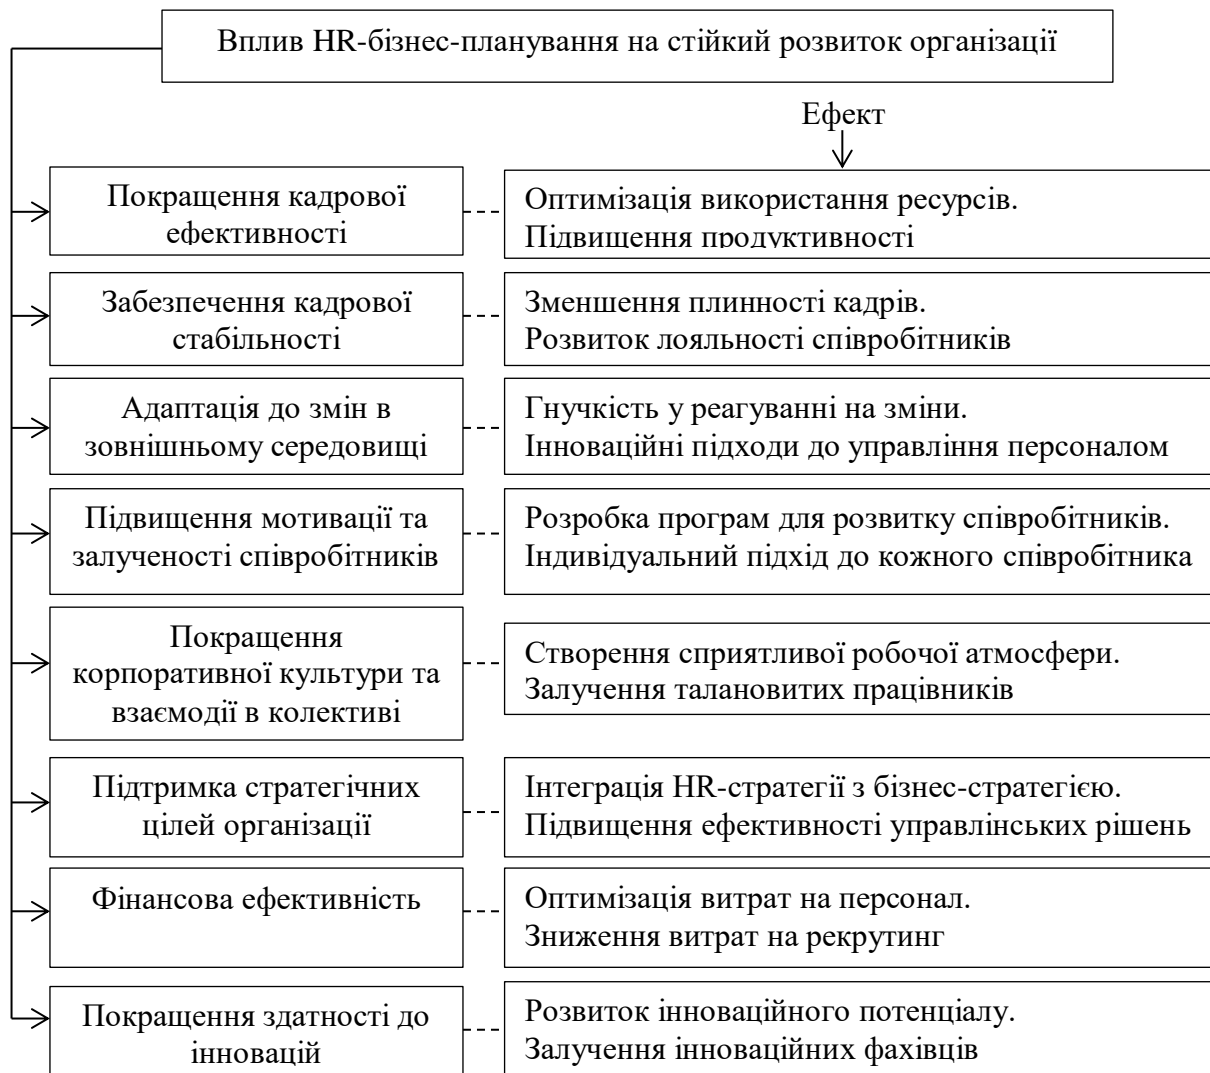 Вплив HR-бізнес-планування на стійкий розвиток організації
Ефект
Покращення кадрової
ефективності
Оптимізація використання ресурсів.
Підвищення продуктивності
Забезпечення кадрової
стабільності
Зменшення плинності кадрів.
Розвиток лояльності співробітників
Адаптація до змін в
зовнішньому середовищі
Гнучкість у реагуванні на зміни.
Інноваційні підходи до управління персоналом
Підвищення мотивації та
залученості співробітників
Розробка програм для розвитку співробітників.
Індивідуальний підхід до кожного співробітника
Покращення
корпоративної культури та
взаємодії в колективі
Створення сприятливої робочої атмосфери.
Залучення талановитих працівників
Підтримка стратегічних
цілей організації
Інтеграція HR-стратегії з бізнес-стратегією.
Підвищення ефективності управлінських рішень
Фінансова ефективність
Оптимізація витрат на персонал.
Зниження витрат на рекрутинг
Покращення здатності до
інновацій
Розвиток інноваційного потенціалу.
Залучення інноваційних фахівців